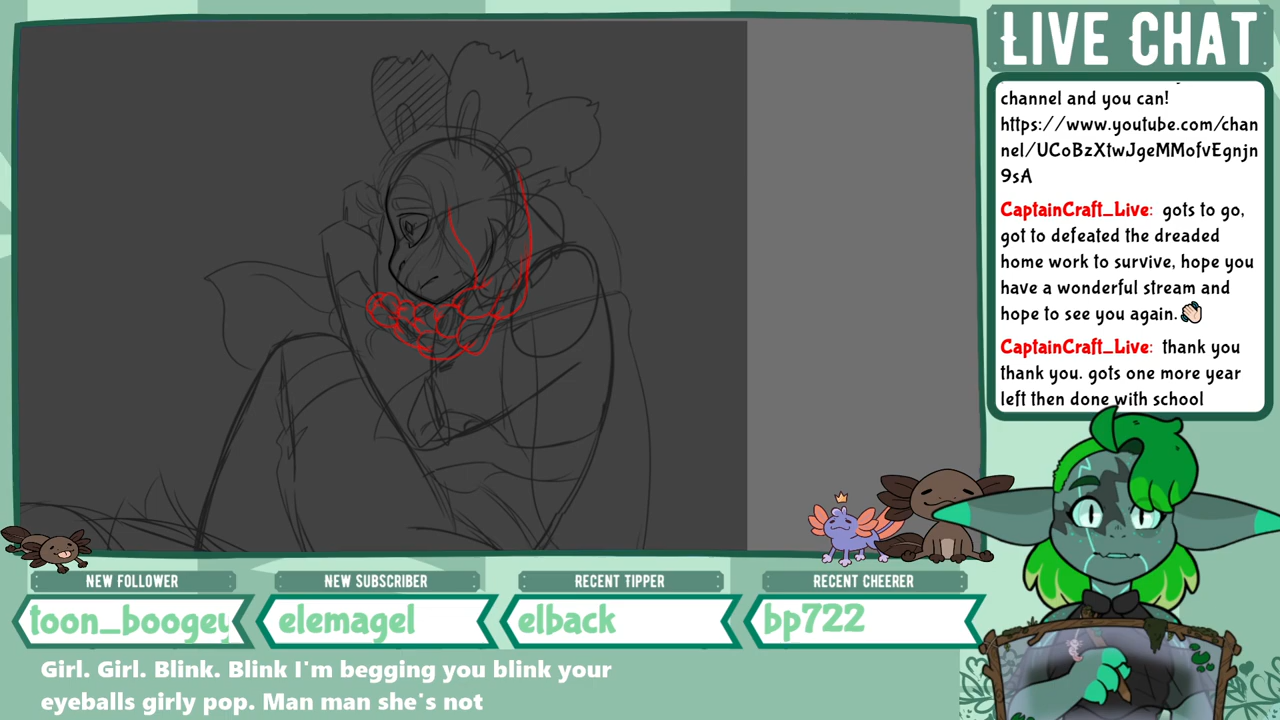 LIVE CHAT
channel and you can!
https://www.youtube.com/chan
nel/UCoBzXtwJgeMMofvEgnjn
9sA
CaptainCraft_Live: gots to go,
got to defeated the dreaded
home work to survive, hope you
have a wonderful stream and
hope to see you again.
CaptainCraft_Live: thank you
thank you. gots one more year
left then done with school
NEW FOLLOWER
NEW SUBSCRIBER
RECENT TIPPER
RECENT CHEERER
toon_boogey
elemagel
elback
bp722
Girl. Girl. Blink. Blink I'm begging you blink your
eyeballs girly pop. Man man she's not